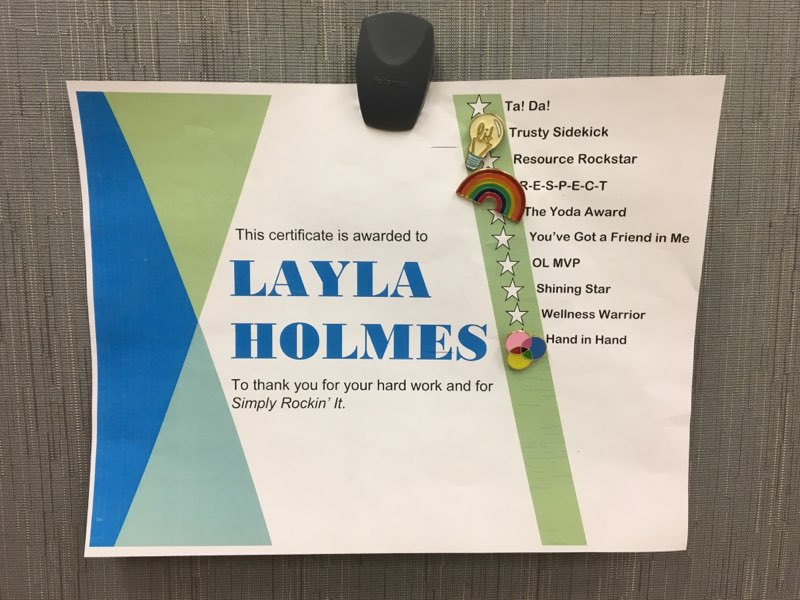 Ta! Da!
Trusty Sidekick
Resource Rockstar
R-E-S-P-E-C-T
The Yoda Award
You've Got a Friend in Me
OL MVP
Shining Star
Wellness Warrior
Hand in Hand
This certificate is awarded to
LAYLA
HOLMES
To thank you for your hard work and for
Simply Rockin' It.
lit